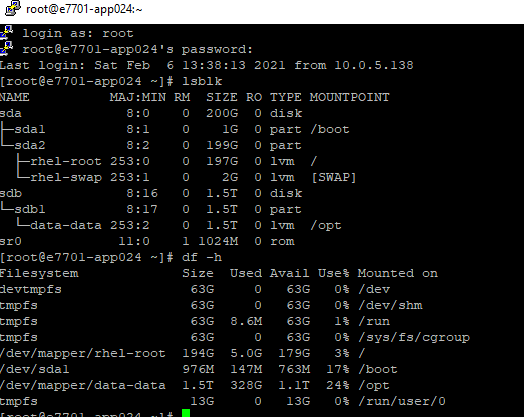 root@e7701-app024:~
login as: root
root@e7701-app024's password:
Last login: Sat Feb  6 13:38:13 2021 from 10.0.5.138
[root@e7701-app024 ~]# lsblk
NAME          MAJ:MIN RM  SIZE RO TYPE MOUNTPOINT
sda             8:0    0  200G  0 disk
├─sda1          8:1    0    1G  0 part /boot
└─sda2          8:2    0  199G  0 part
  ├─rhel-root 253:0    0  197G  0 lvm  /
  └─rhel-swap 253:1    0    2G  0 lvm  [SWAP]
sdb             8:16   0  1.5T  0 disk
└─sdb1          8:17   0  1.5T  0 part
  └─data-data 253:2    0  1.5T  0 lvm  /opt
sr0            11:0    1 1024M  0 rom
[root@e7701-app024 ~]# df -h
Filesystem             Size  Used Avail Use% Mounted on
devtmpfs                63G     0   63G   0% /dev
tmpfs                   63G     0   63G   0% /dev/shm
tmpfs                   63G  8.6M   63G   1% /run
tmpfs                   63G     0   63G   0% /sys/fs/cgroup
/dev/mapper/rhel-root  194G  5.0G  179G   3% /
/dev/sda1              976M  147M  763M  17% /boot
/dev/mapper/data-data  1.5T  328G  1.1T  24% /opt
tmpfs                   13G     0   13G   0% /run/user/0
[root@e7701-app024 ~]#